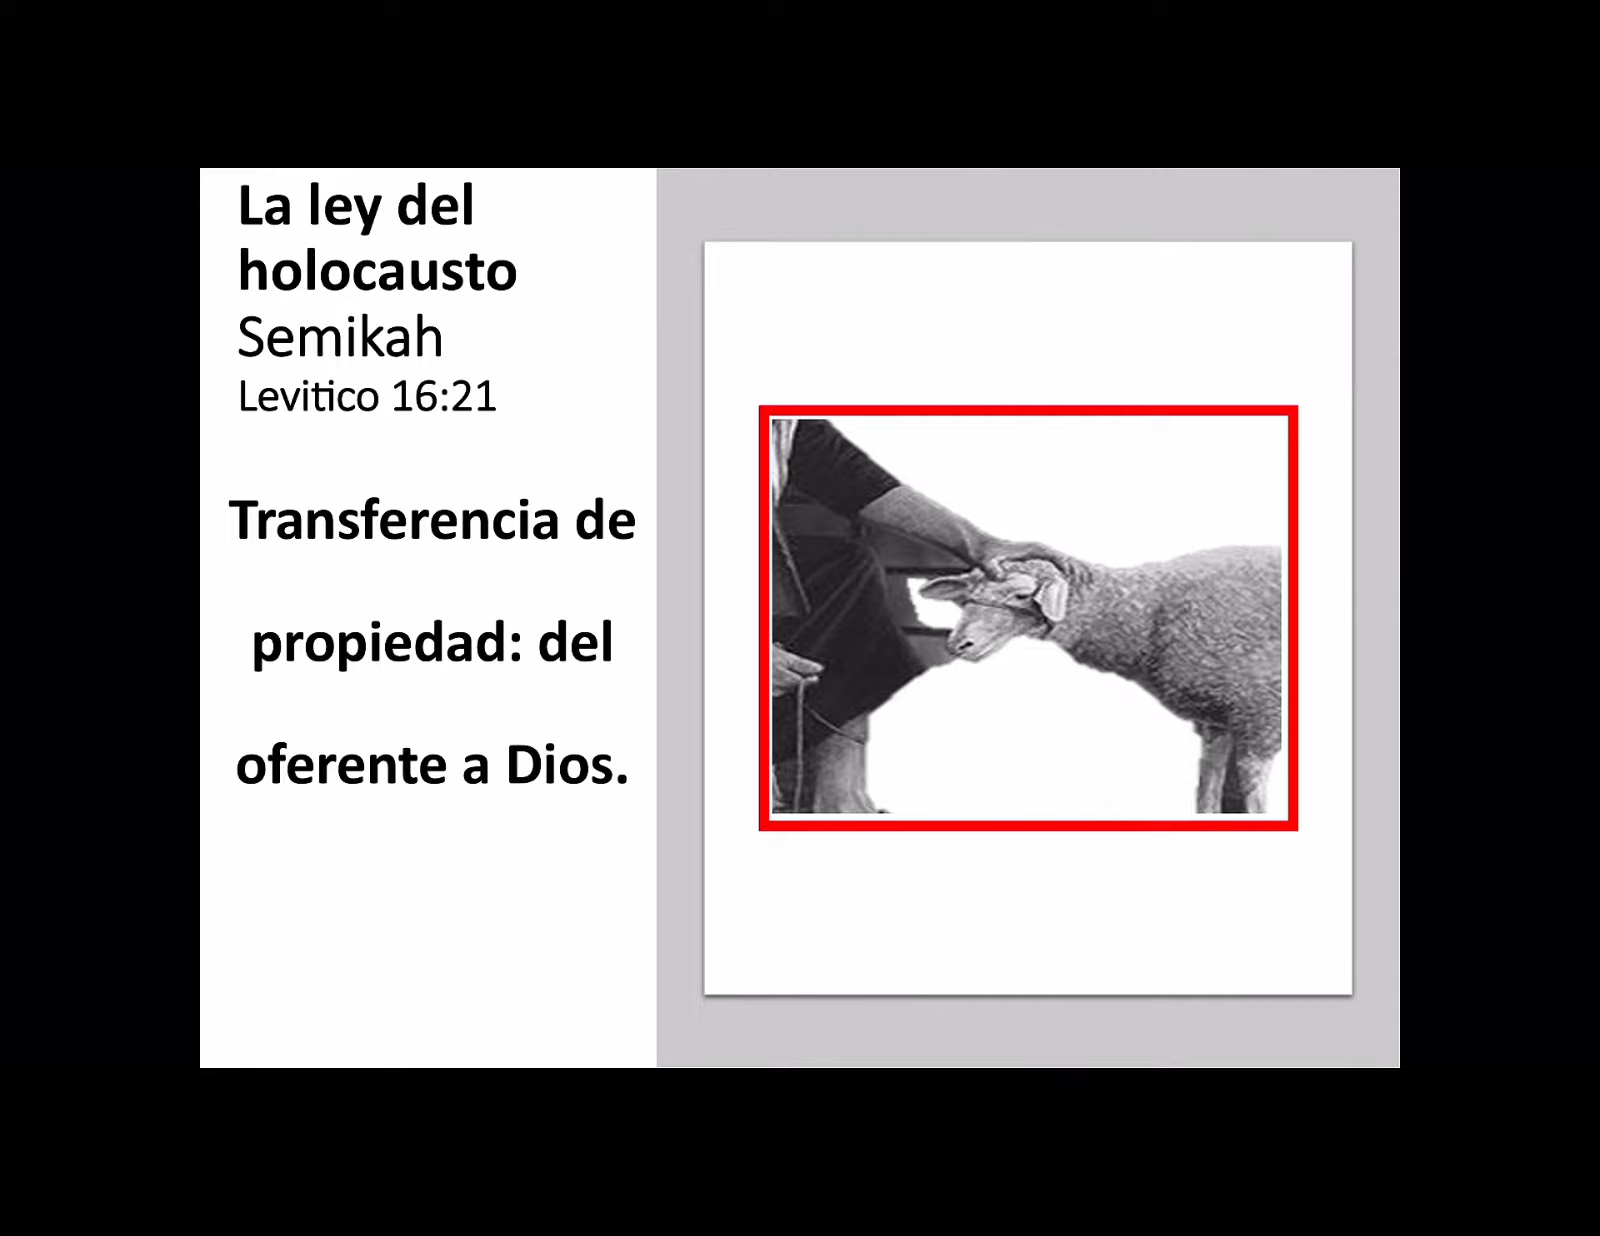 La ley del
holocausto
Semikah
Levitico 16:21
Transferencia de
propiedad: del
oferente a Dios.